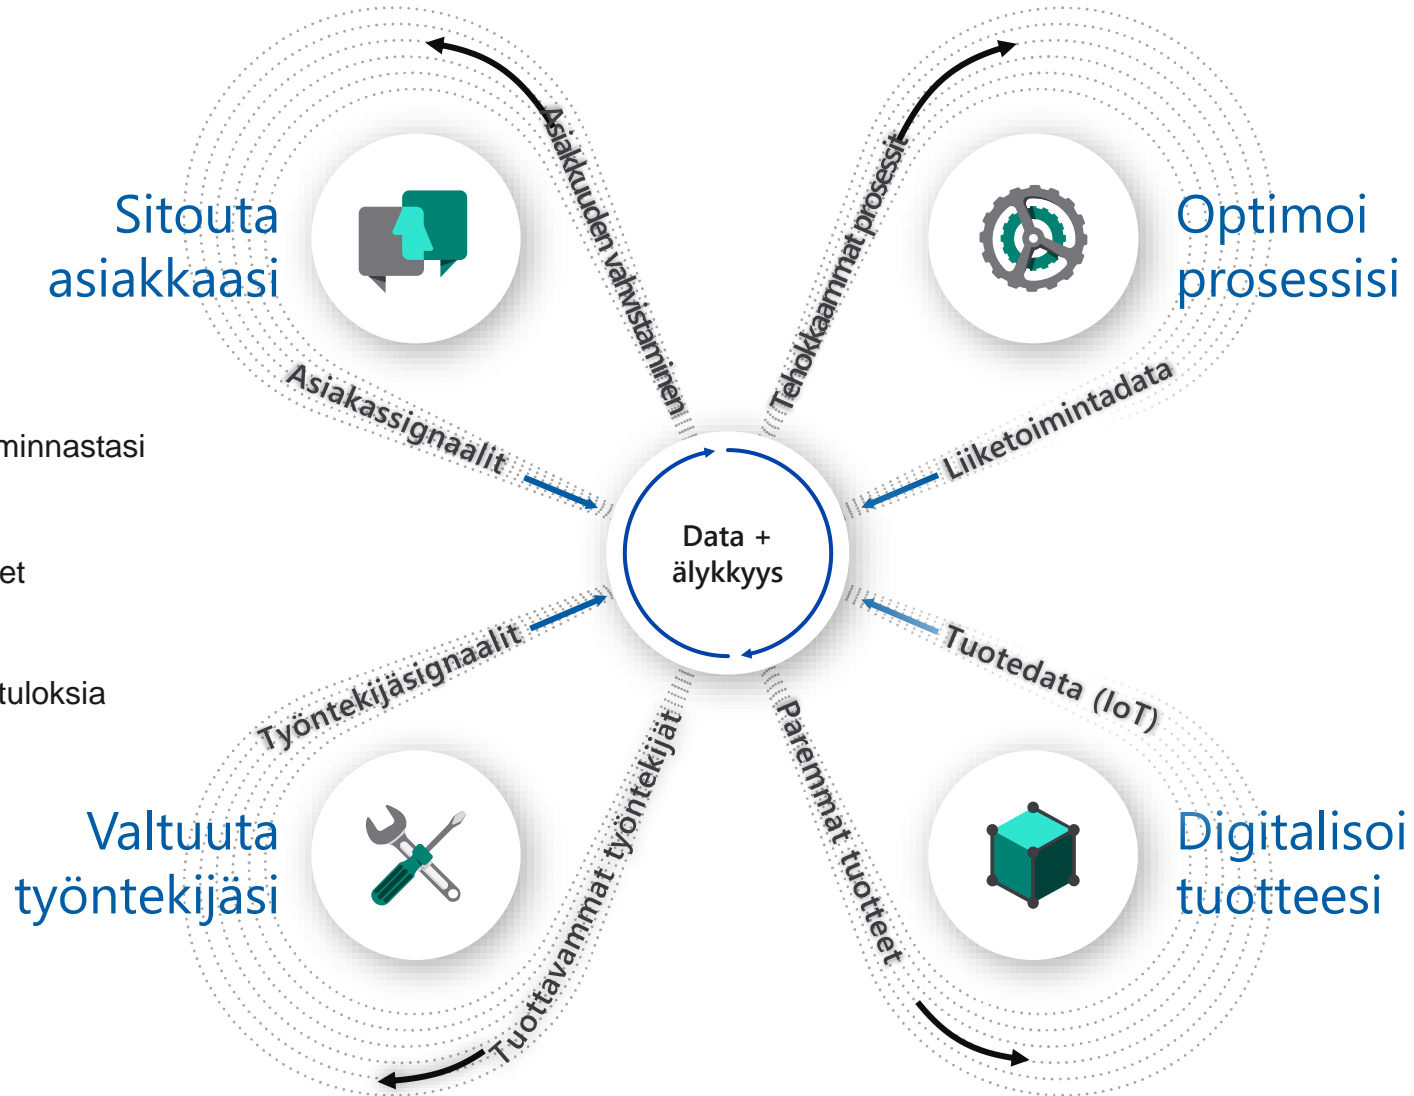 Sitouta
asiakkaasi
Asiakkuuden vahvistaminen
Tehokkaammat prosessit
Optimoi
prosessisi
Asiakassignaalit
Liiketoimintadata
minnastasi
Data +
älykkyys
et
tuloksia
Työntekijäsignaalit
Tuotedata (IoT)
Tuottavammat työntekijät
Paremmat tuotteet
Valtuuta
työntekijäsi
Digitalisoi
tuotteesi